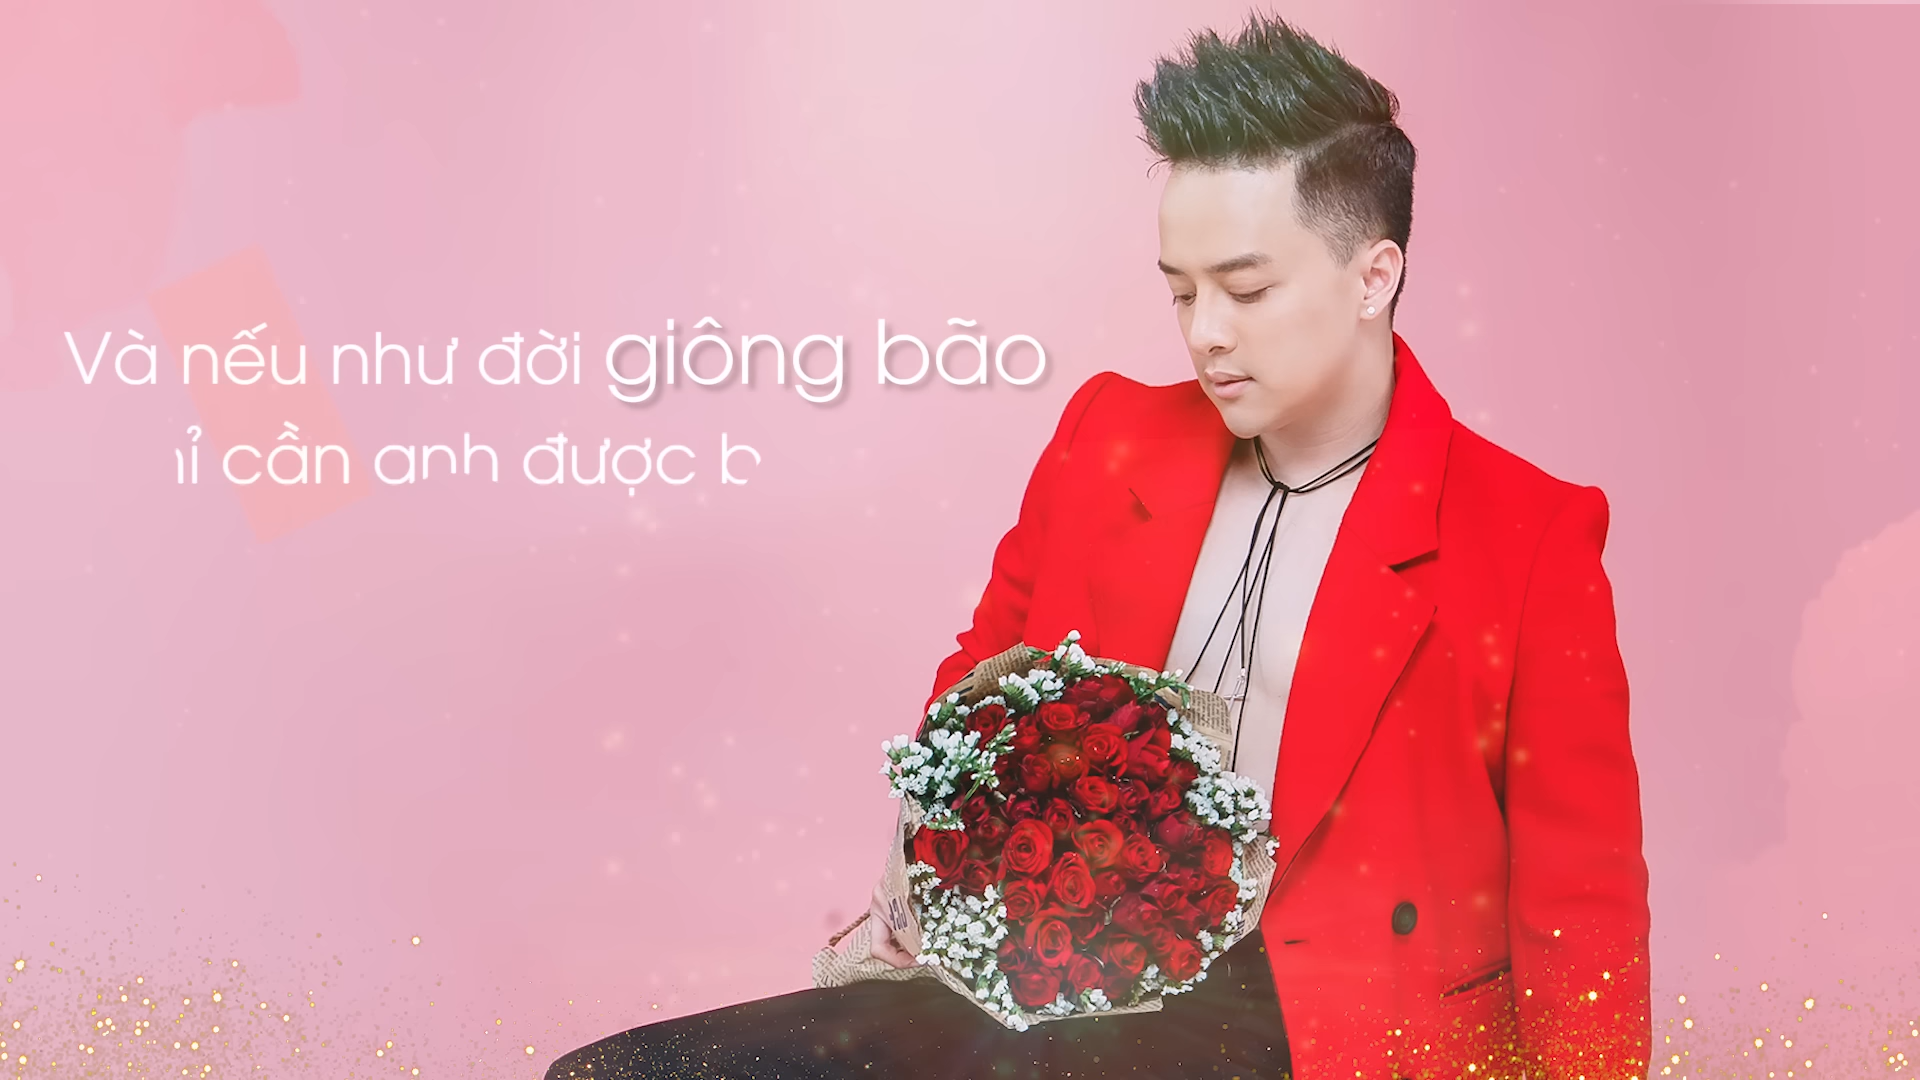 Và nếu như đời giông bão
cần anh được